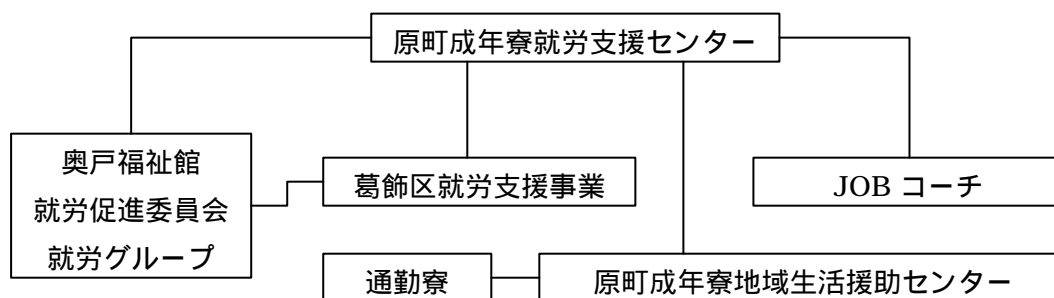 原町成年寮就労支援センター
奥戸福祉館
就労促進委員会
就労グループ
葛飾区就労支援事業
JOB コーチ
通勤寮
原町成年寮地域生活援助センター